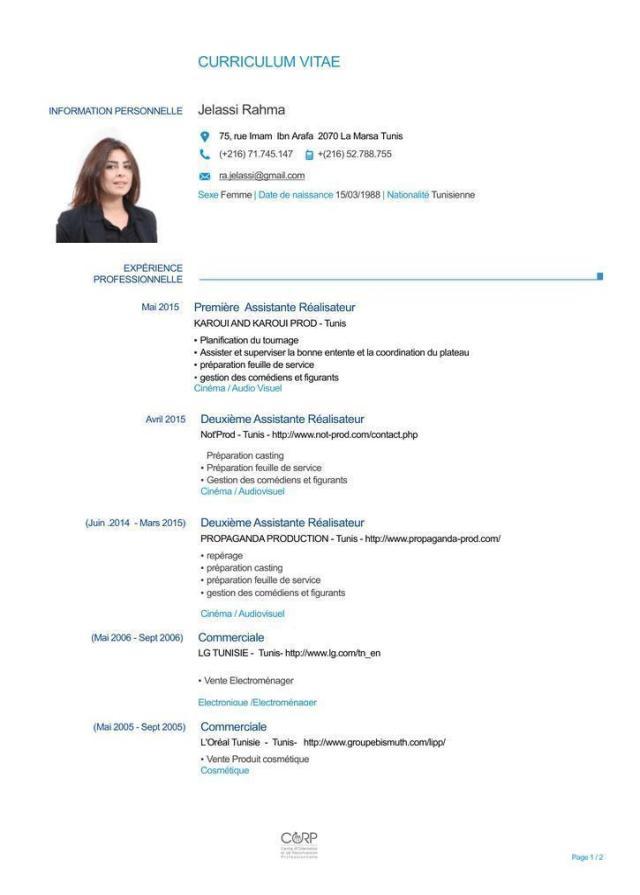 CURRICULUM VITAE
INFORMATION PERSONNELLE
Jelassi Rahma
75, rue Imam Ibn Arafa 2070 La Marsa Tunis
(+216) 71.745.147 +(216) 52.788.755
ra.jelassi@gmail.com
Sexe Femme | Date de naissance 15/03/1988 | Nationalité Tunisienne
EXPÉRIENCE
PROFESSIONNELLE
Mai 2015 Première Assistante Réalisateur
KAROUI AND KAROUI PROD - Tunis
• Planification du tournage
• Assister et superviser la bonne entente et la coordination du plateau
• préparation feuille de service
• gestion des comédiens et figurants
Cinéma / Audio Visuel
Avril 2015 Deuxième Assistante Réalisateur
Not'Prod - Tunis - http://www.not-prod.com/contact.php
Préparation casting
• Préparation feuille de service
• Gestion des comédiens et figurants
Cinéma / Audiovisuel
(Juin .2014 - Mars 2015) Deuxième Assistante Réalisateur
PROPAGANDA PRODUCTION - Tunis - http://www.propaganda-prod.com/
• repérage
• préparation casting
• préparation feuille de service
• gestion des comédiens et figurants
Cinéma / Audiovisuel
(Mai 2006 - Sept 2006) Commerciale
LG TUNISIE - Tunis- http://www.lg.com/tn_en
• Vente Electroménager
Electronique /Electroménager
(Mai 2005 - Sept 2005) Commerciale
L'Oréal Tunisie - Tunis- http://www.groupebismuth.com/lipp/
• Vente Produit cosmétique
Cosmétique
CORP
Page 1 / 2